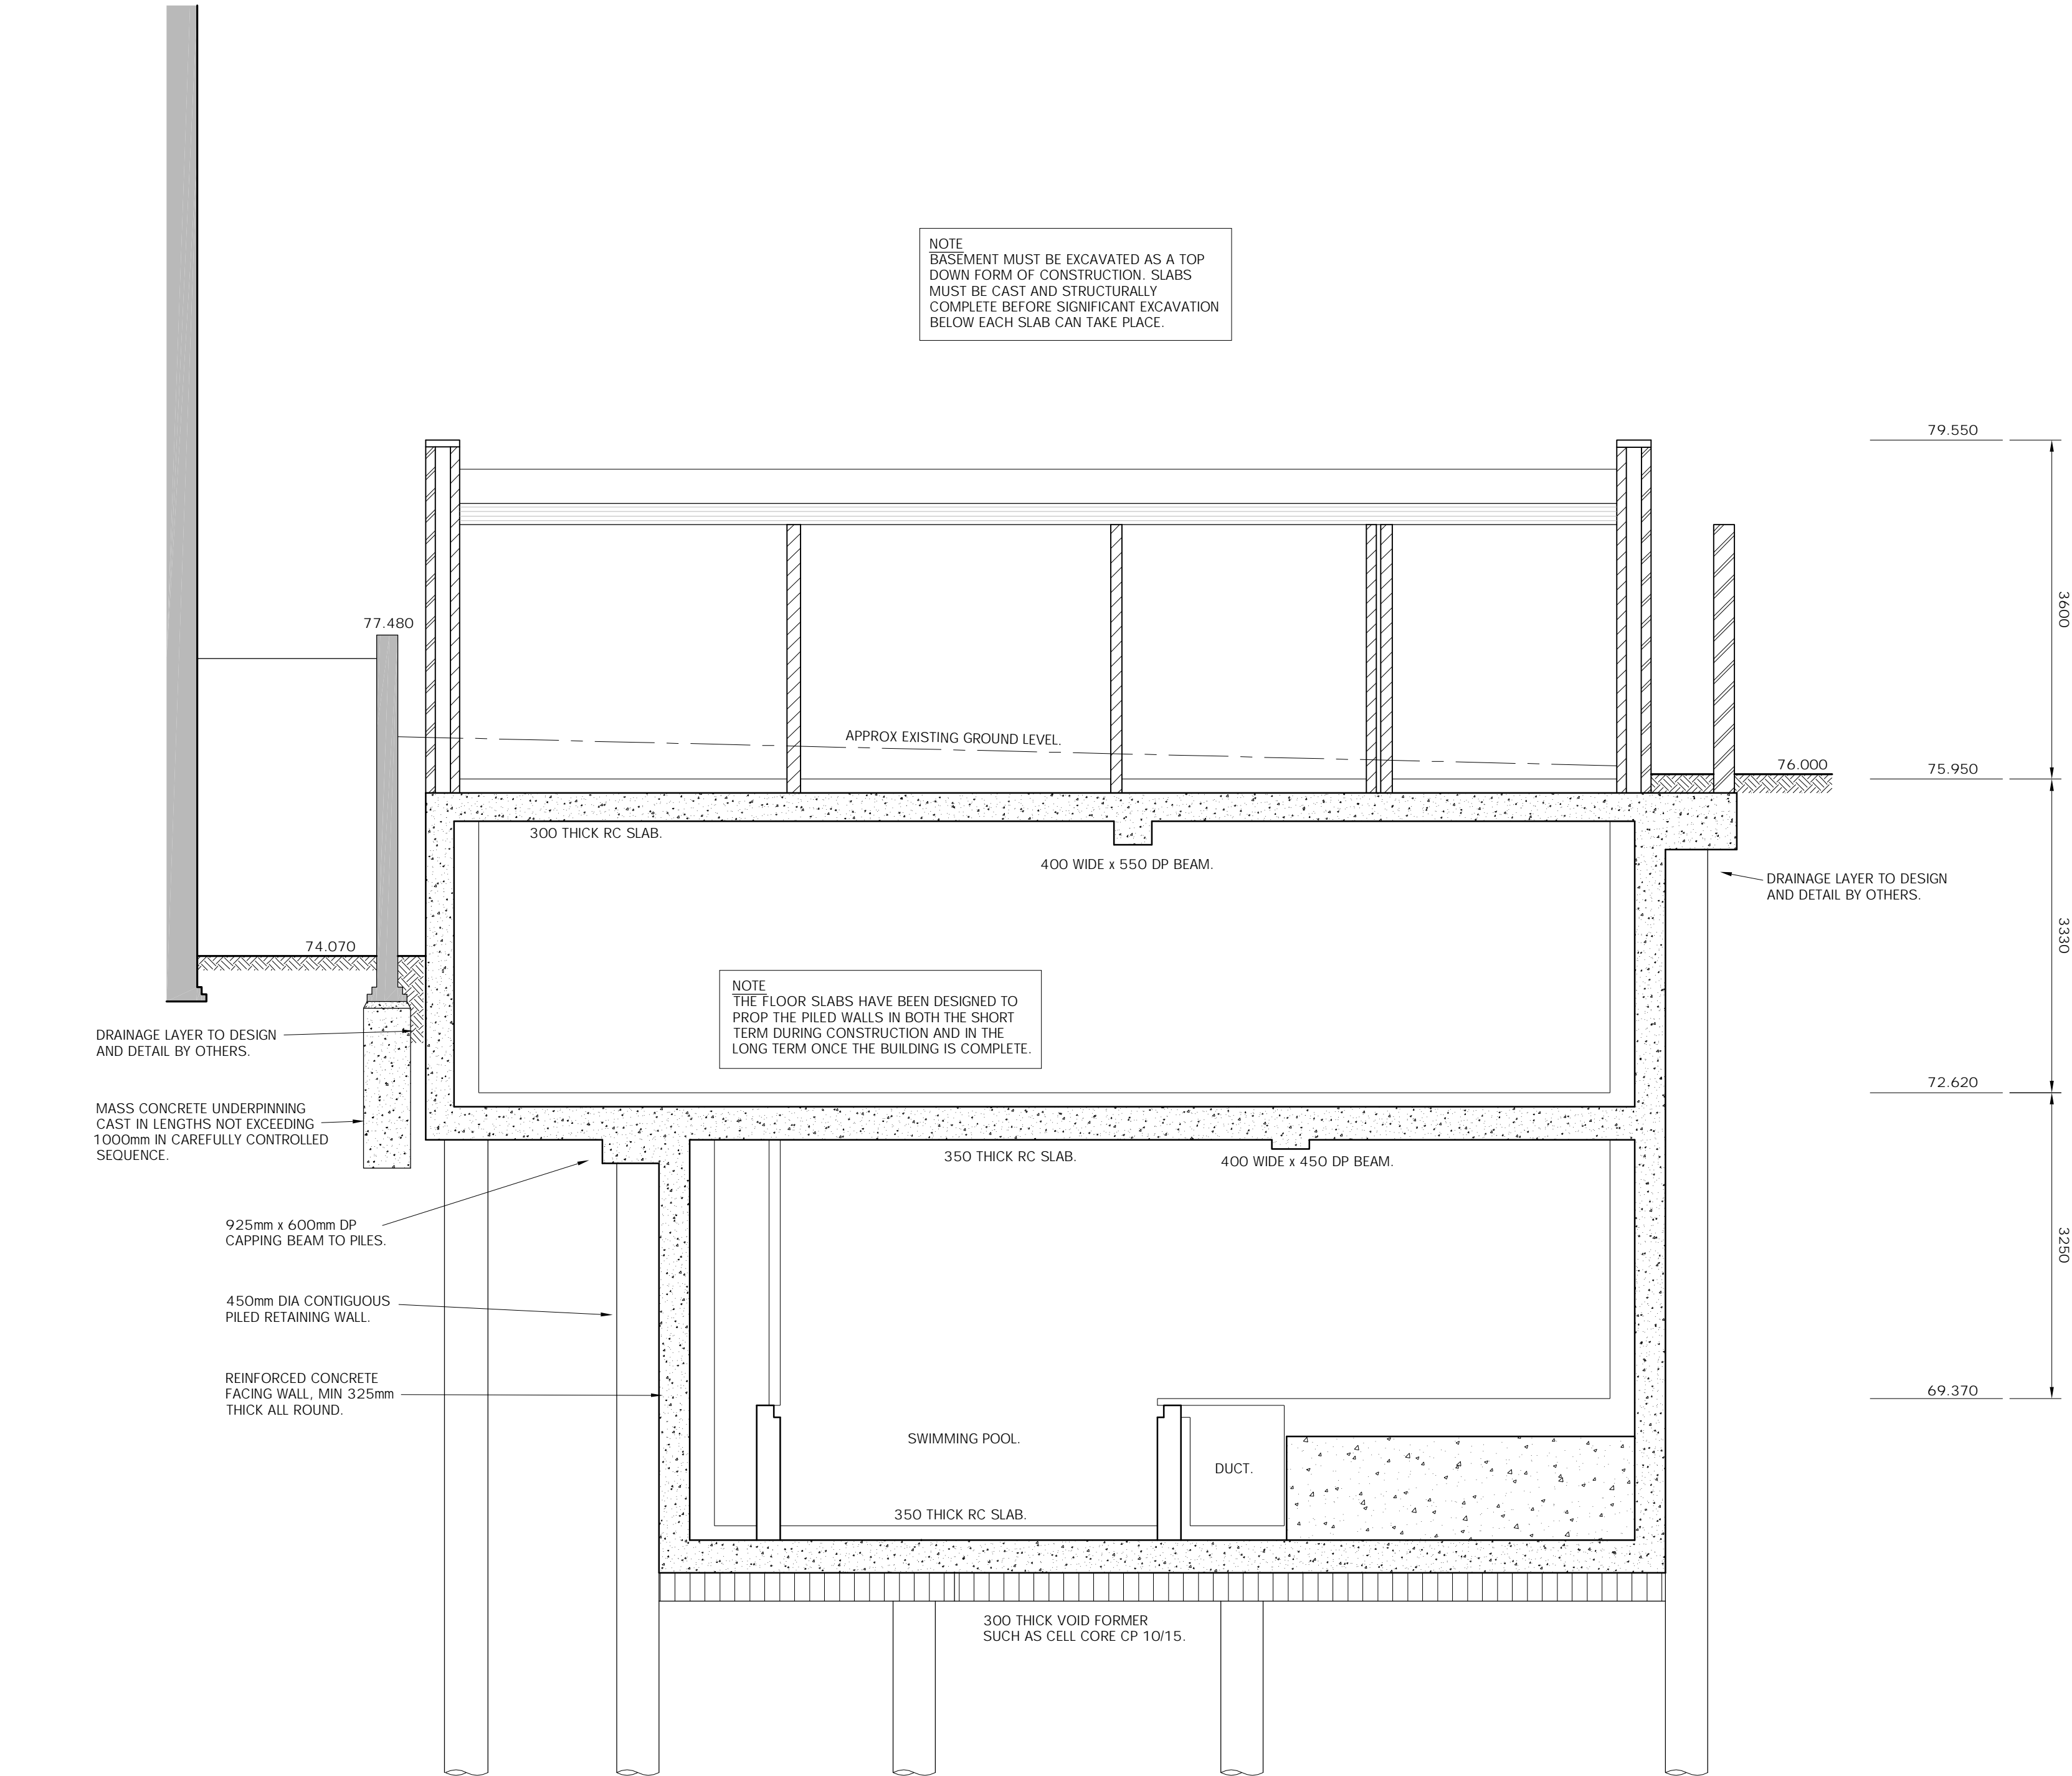 NOTE
BASEMENT MUST BE EXCAVATED AS A TOP
DOWN FORM OF CONSTRUCTION. SLABS
MUST BE CAST AND STRUCTURALLY
COMPLETE BEFORE SIGNIFICANT EXCAVATION
BELOW EACH SLAB CAN TAKE PLACE.
79.550
3600
77.480
APPROX EXISTING GROUND LEVEL.
76.000
75.950
300 THICK RC SLAB.
400 WIDE x 550 DP BEAM.
DRAINAGE LAYER TO DESIGN
AND DETAIL BY OTHERS.
3330
74.070
NOTE
THE FLOOR SLABS HAVE BEEN DESIGNED TO
PROP THE PILED WALLS IN BOTH THE SHORT
TERM DURING CONSTRUCTION AND IN THE
LONG TERM ONCE THE BUILDING IS COMPLETE.
DRAINAGE LAYER TO DESIGN
AND DETAIL BY OTHERS.
72.620
MASS CONCRETE UNDERPINNING
CAST IN LENGTHS NOT EXCEEDING
1000mm IN CAREFULLY CONTROLLED
SEQUENCE.
350 THICK RC SLAB.
400 WIDE x 450 DP BEAM.
925mm x 600mm DP
CAPPING BEAM TO PILES.
3250
450mm DIA CONTIGUOUS
PILED RETAINING WALL.
REINFORCED CONCRETE
FACING WALL, MIN 325mm
THICK ALL ROUND.
69.370
SWIMMING POOL.
DUCT.
350 THICK RC SLAB.
300 THICK VOID FORMER
SUCH AS CELL CORE CP 10/15.